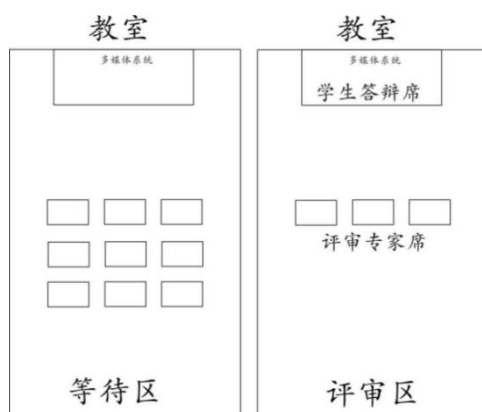 教室
多媒体系统
等待区
教室
多媒体系统
学生答辩席
评审专家席
评审区